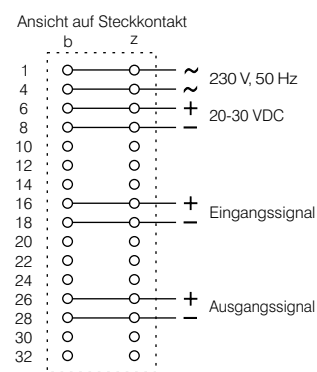 Ansicht auf Steckkontakt
b z
1 ~ 230 V, 50 Hz
4 ~
6 + 20-30 VDC
8 −
10
12
14
16 + Eingangssignal
18 −
20
22
24
26 + Ausgangssignal
28 −
30
32